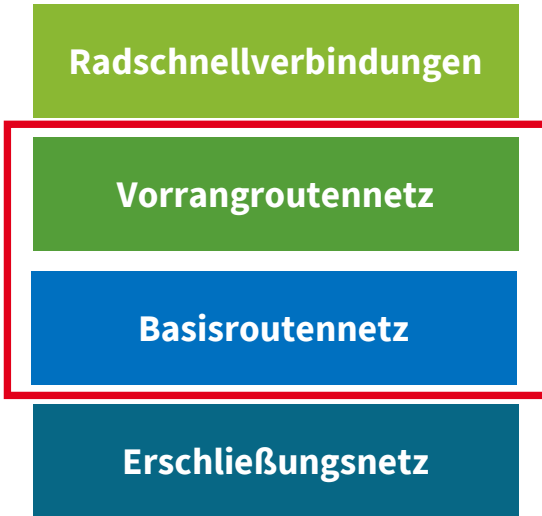 Radschnellverbindungen
Vorrangroutennetz
Basisroutennetz
Erschließungsnetz